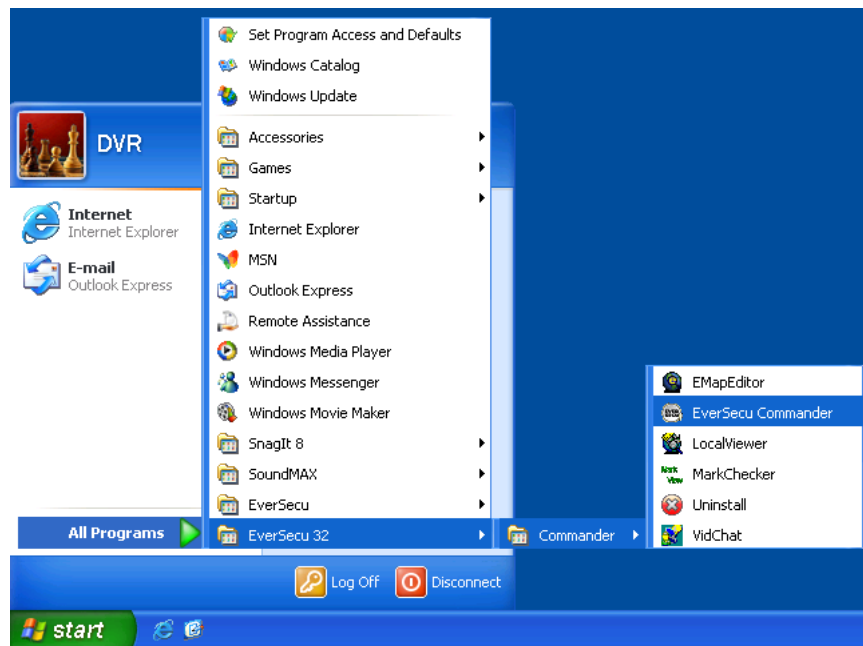 Set Program Access and Defaults
Windows Catalog
Windows Update
DVR
Accessories
Games
Startup
Internet
Internet Explorer
Internet Explorer
MSN
E-mail
Outlook Express
Outlook Express
Remote Assistance
Windows Media Player
Windows Messenger
Windows Movie Maker
SnagIt 8
SoundMAX
EverSecu
All Programs
EverSecu 32
Commander
EMapEditor
EverSecu Commander
LocalViewer
MarkChecker
Uninstall
VidChat
Log Off
Disconnect
start